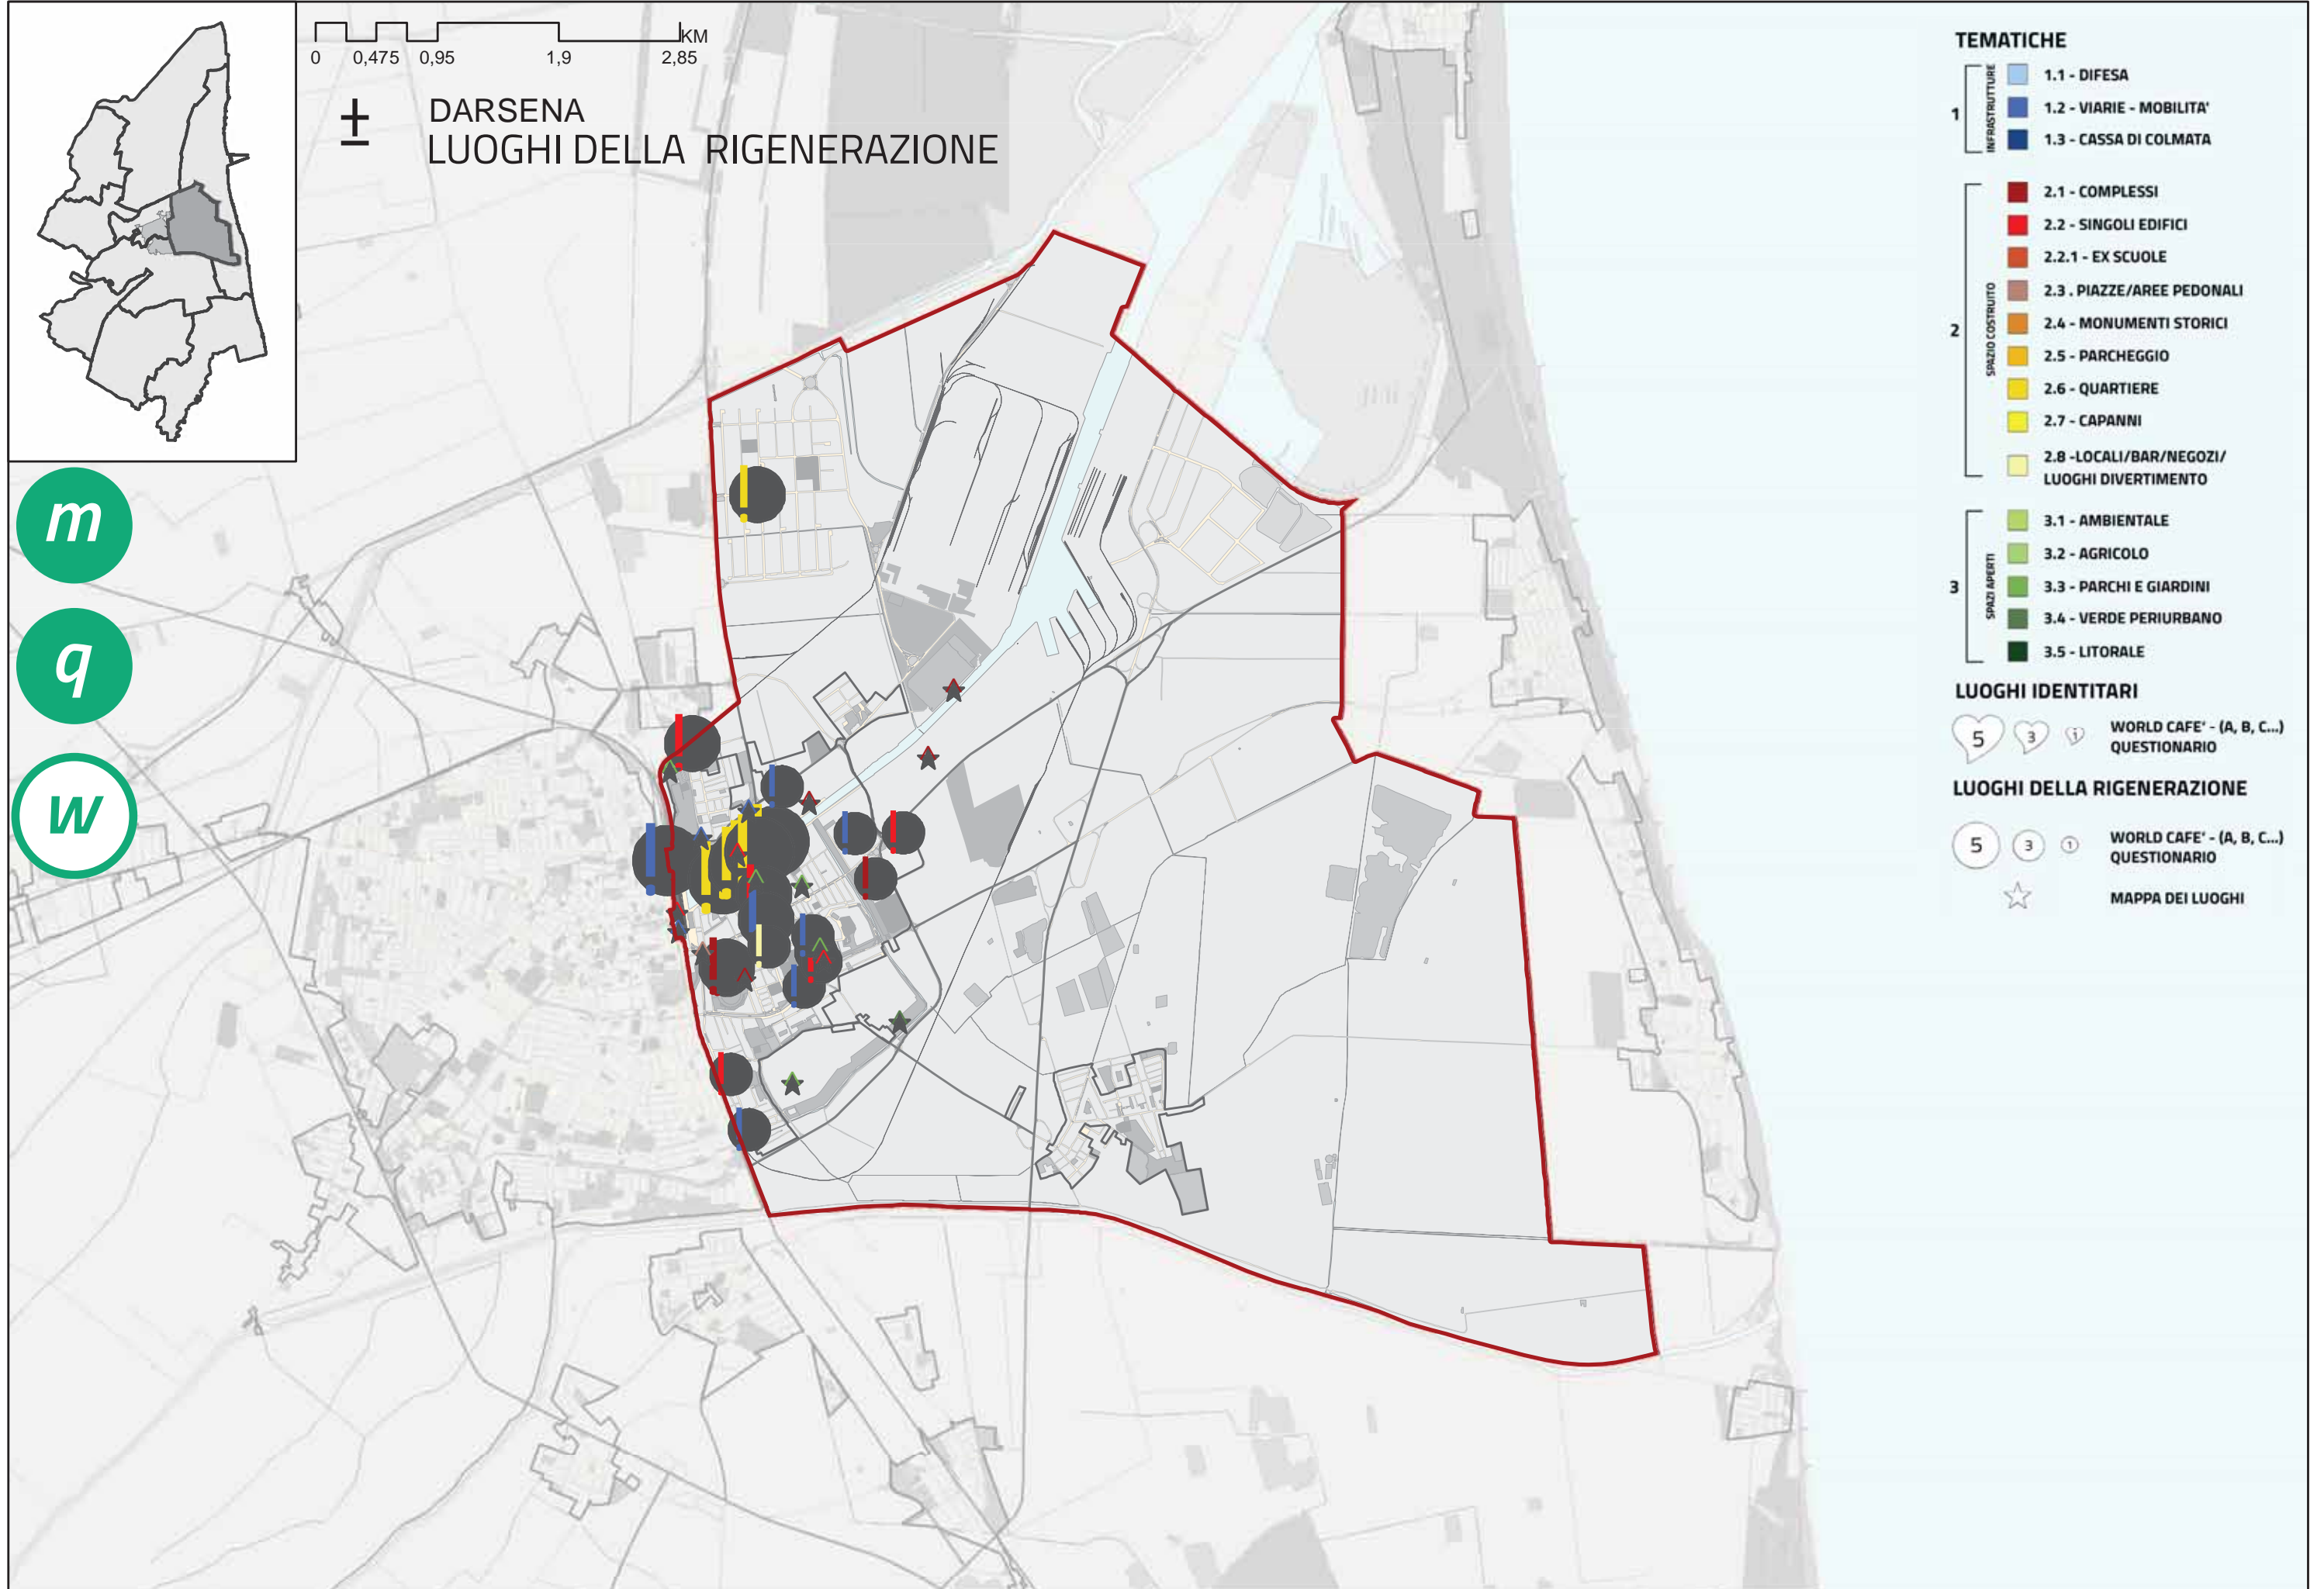 KM
0 0,475 0,95 1,9 2,85
±
DARSENA
LUOGHI DELLA RIGENERAZIONE
m
q
w
TEMATICHE
1
INFRASTRUTTURE
1.1 - DIFESA
1.2 - VIARIE - MOBILITA'
1.3 - CASSA DI COLMATA
2
SPAZIO COSTRUITO
2.1 - COMPLESSI
2.2 - SINGOLI EDIFICI
2.2.1 - EX SCUOLE
2.3 . PIAZZE/AREE PEDONALI
2.4 - MONUMENTI STORICI
2.5 - PARCHEGGIO
2.6 - QUARTIERE
2.7 - CAPANNI
2.8 -LOCALI/BAR/NEGOZI/
LUOGHI DIVERTIMENTO
3
SPAZI APERTI
3.1 - AMBIENTALE
3.2 - AGRICOLO
3.3 - PARCHI E GIARDINI
3.4 - VERDE PERIURBANO
3.5 - LITORALE
LUOGHI IDENTITARI
5 3 1
WORLD CAFE' - (A, B, C...)
QUESTIONARIO
LUOGHI DELLA RIGENERAZIONE
5 3 1
WORLD CAFE' - (A, B, C...)
QUESTIONARIO
MAPPA DEI LUOGHI